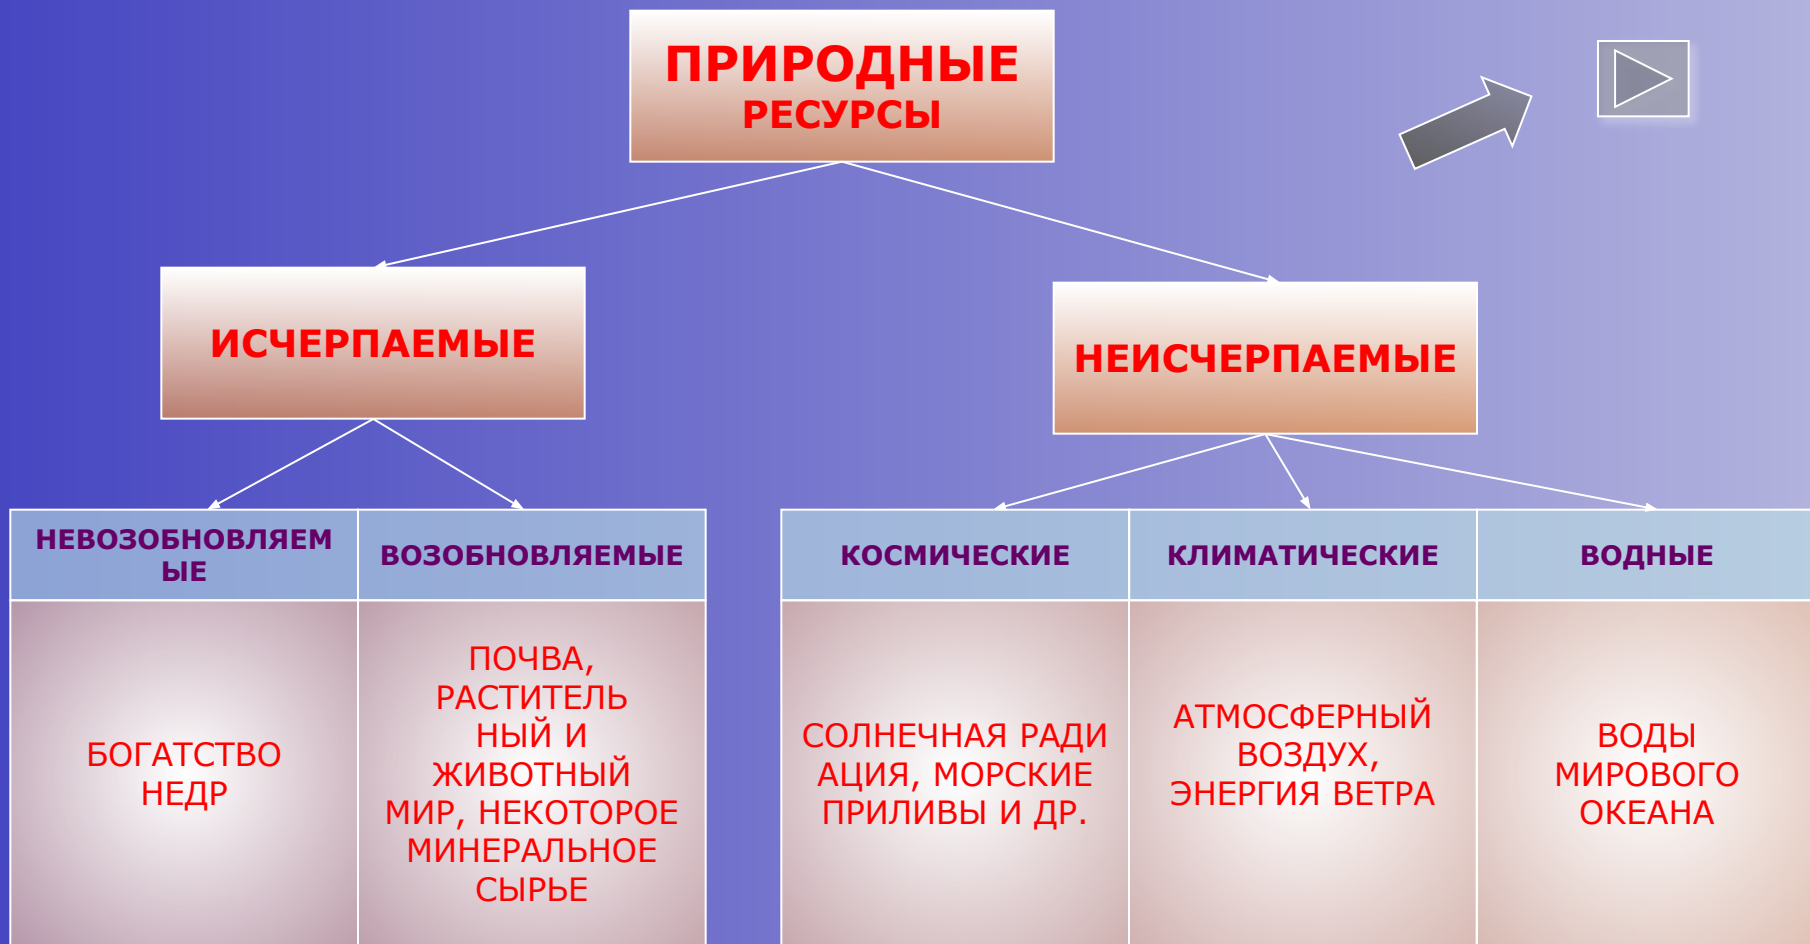 ПРИРОДНЫЕ
РЕСУРСЫ
ИСЧЕРПАЕМЫЕ
НЕИСЧЕРПАЕМЫЕ
НЕВОЗОБНОВЛЯЕМ
ЫЕ
ВОЗОБНОВЛЯЕМЫЕ
КОСМИЧЕСКИЕ
КЛИМАТИЧЕСКИЕ
ВОДНЫЕ
БОГАТСТВО
НЕДР
ПОЧВА,
РАСТИТЕЛЬ
НЫЙ И
ЖИВОТНЫЙ
МИР, НЕКОТОРОЕ
МИНЕРАЛЬНОЕ
СЫРЬЕ
СОЛНЕЧНАЯ РАДИ
АЦИЯ, МОРСКИЕ
ПРИЛИВЫ И ДР.
АТМОСФЕРНЫЙ
ВОЗДУХ,
ЭНЕРГИЯ ВЕТРА
ВОДЫ
МИРОВОГО
ОКЕАНА